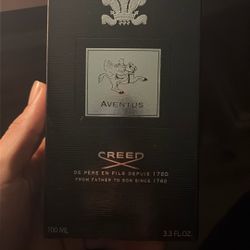 AVENTUS
CREED
DE PÈRE EN FILS DEPUIS 1760
FROM FATHER TO SON SINCE 1760
100 ML 3.3 FL.OZ.